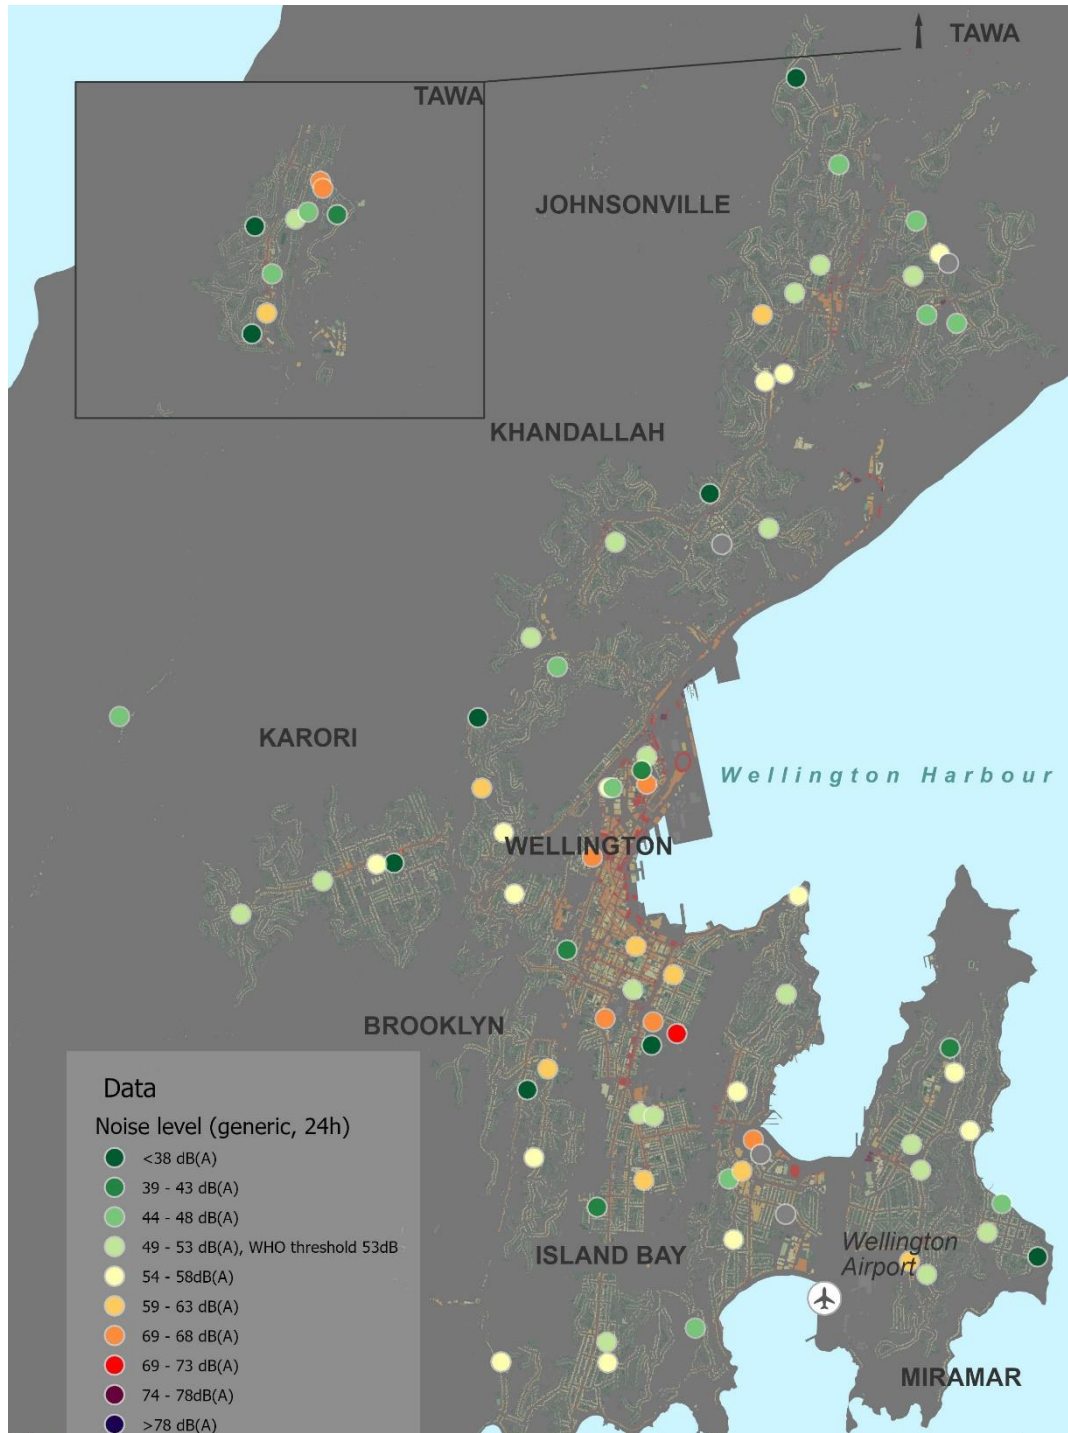 TAWA
TAWA
JOHNSONVILLE
KHANDALLAH
KARORI
Wellington Harbour
WELLINGTON
BROOKLYN
ISLAND BAY
Wellington
Airport
MIRAMAR
Data
Noise level (generic, 24h)
<38 dB(A)
39 - 43 dB(A)
44 - 48 dB(A)
49 - 53 dB(A), WHO threshold 53dB
54 - 58dB(A)
59 - 63 dB(A)
69 - 68 dB(A)
69 - 73 dB(A)
74 - 78dB(A)
>78 dB(A)